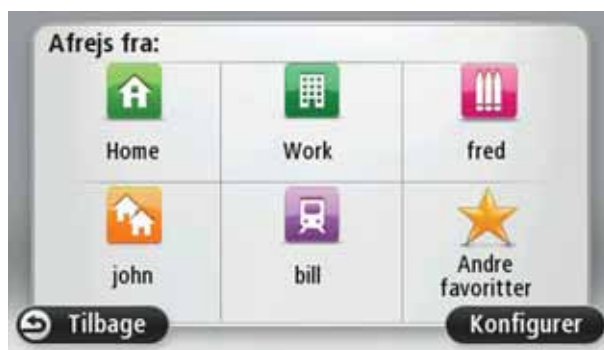 Afrejs fra:
Home
Work
fred
john
bill
Andre
favoritter
Tilbage
Konfigurer